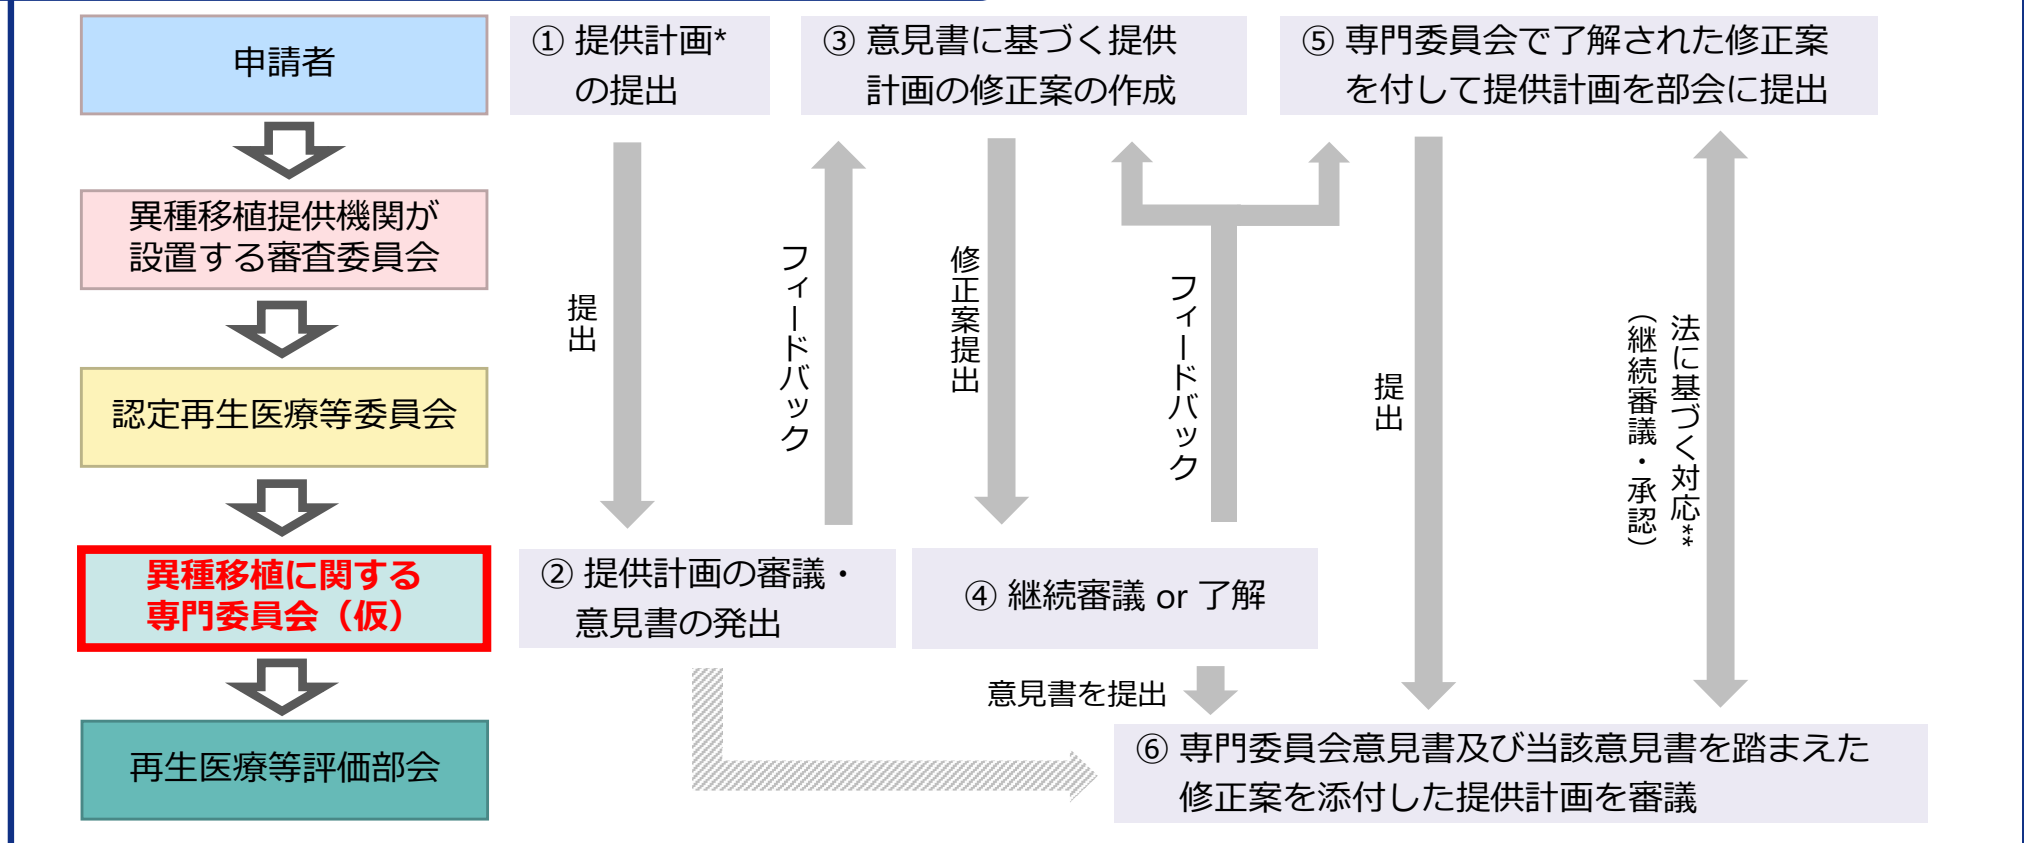 申請者
異種移植提供機関が
設置する審査委員会
認定再生医療等委員会
異種移植に関する
専門委員会（仮）
再生医療等評価部会
① 提供計画*
の提出
③ 意見書に基づく提供
計画の修正案の作成
⑤ 専門委員会で了解された修正案
を付して提供計画を部会に提出
提出
フィードバック
修正案提出
フィードバック
提出
法に基づく対応**
（継続審議・承認）
② 提供計画の審議・
意見書の発出
④ 継続審議 or 了解
意見書を提出
⑥ 専門委員会意見書及び当該意見書を踏まえた
修正案を添付した提供計画を審議